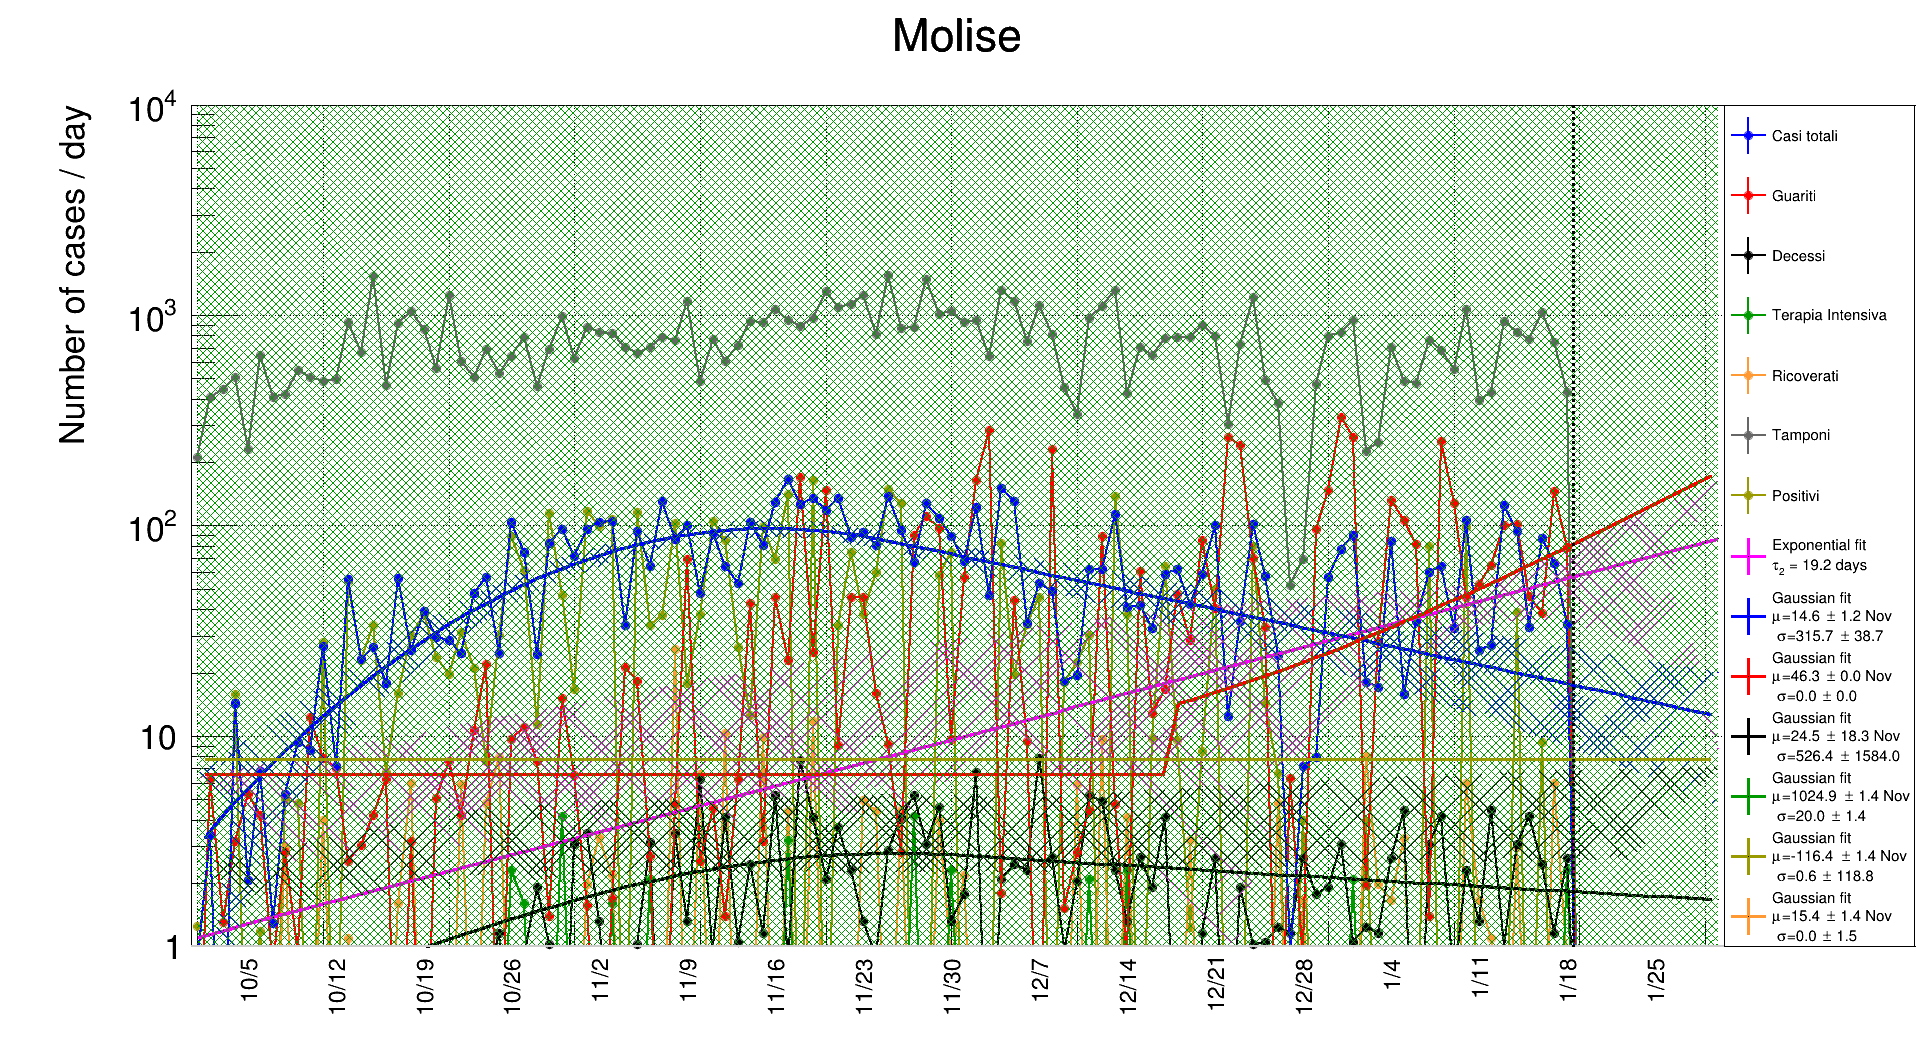 Molise
Number of cases / day
10⁴
10³
10²
10
1
10/5
10/12
10/19
10/26
11/2
11/9
11/16
11/23
11/30
12/7
12/14
12/21
12/28
1/4
1/11
1/18
1/25
Casi totali
Guariti
Decessi
Terapia Intensiva
Ricoverati
Tamponi
Positivi
Exponential fit
τ₂ = 19.2 days
Gaussian fit
μ=14.6 ± 1.2 Nov
σ=315.7 ± 38.7
Gaussian fit
μ=46.3 ± 0.0 Nov
σ=0.0 ± 0.0
Gaussian fit
μ=24.5 ± 18.3 Nov
σ=526.4 ± 1584.0
Gaussian fit
μ=1024.9 ± 1.4 Nov
σ=20.0 ± 1.4
Gaussian fit
μ=-116.4 ± 1.4 Nov
σ=0.6 ± 118.8
Gaussian fit
μ=15.4 ± 1.4 Nov
σ=0.0 ± 1.5